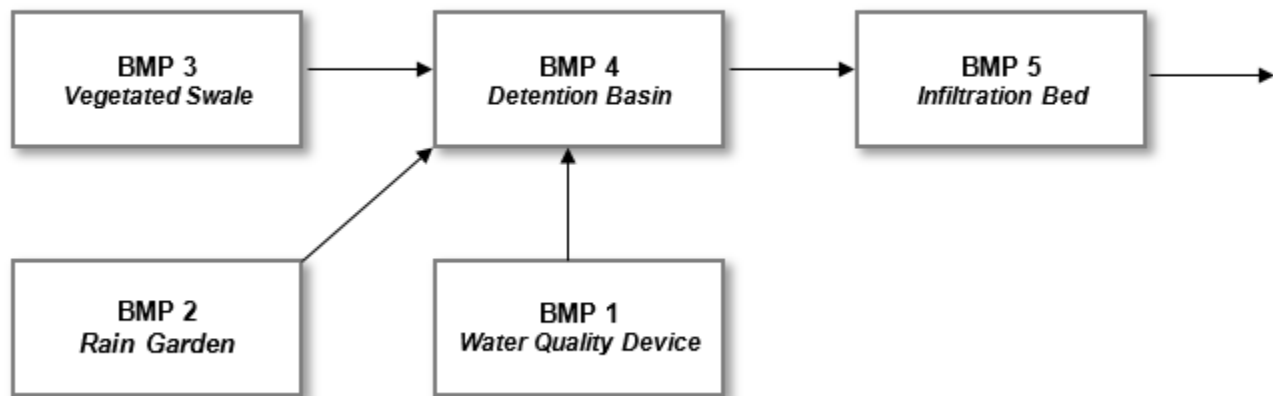 BMP 3
Vegetated Swale
BMP 4
Detention Basin
BMP 5
Infiltration Bed
BMP 2
Rain Garden
BMP 1
Water Quality Device